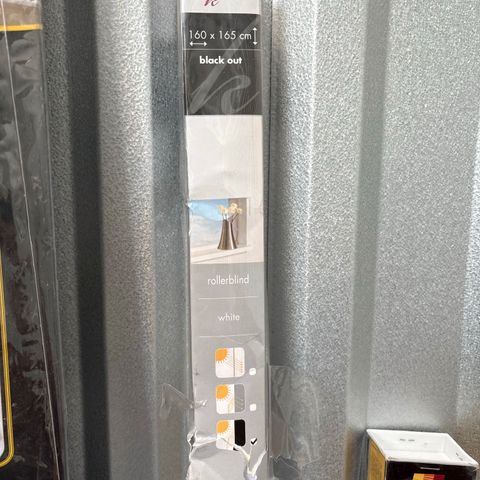 160 x 165 cm
black out
rollerblind
white